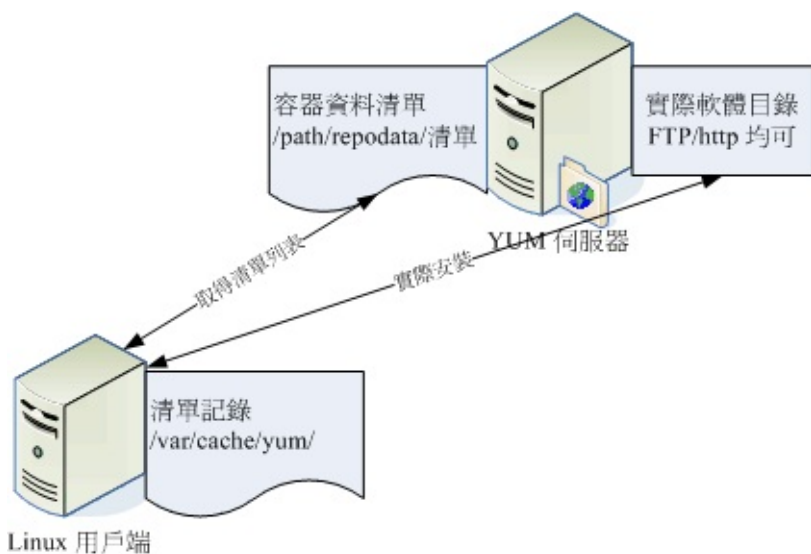 容器資料清單
/path/repodata/清單
實際軟體目錄
FTP/http 均可
YUM 伺服器
取得清單列表
實際安裝
清單記錄
/var/cache/yum/
Linux 用戶端